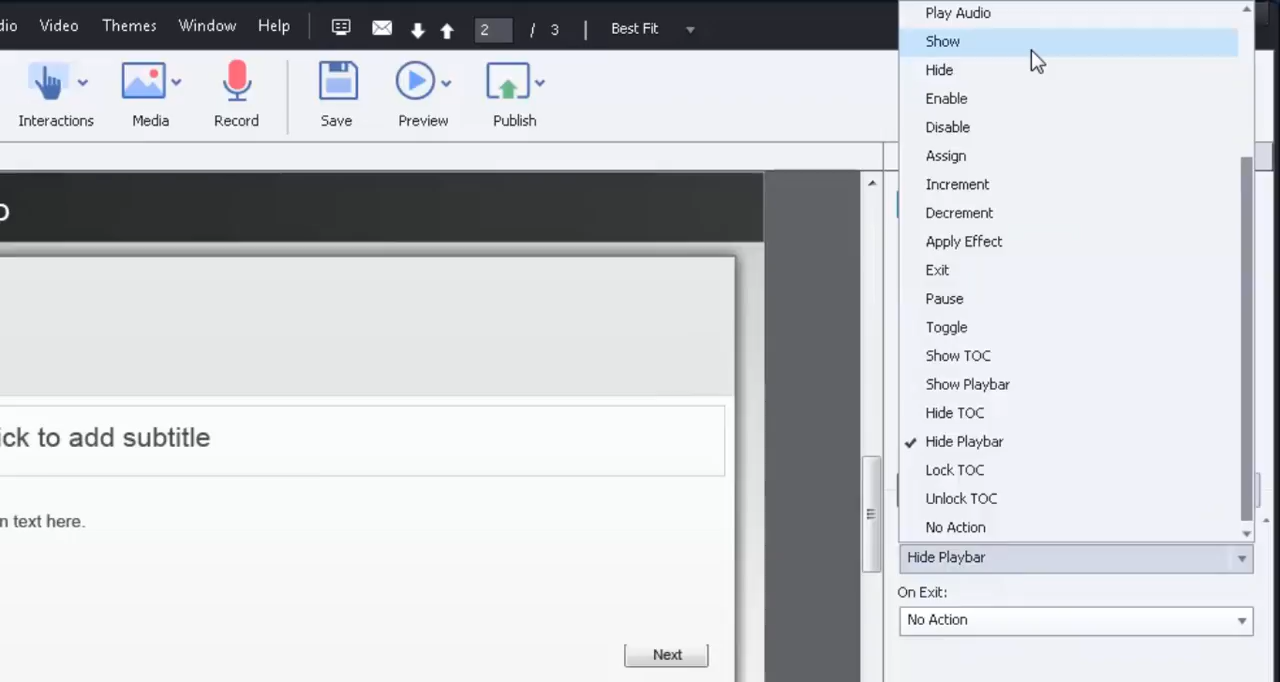 dio Video Themes Window Help 2 / 3 Best Fit
Interactions Media Record Save Preview Publish
ick to add subtitle
n text here.
Next
Play Audio
Show
Hide
Enable
Disable
Assign
Increment
Decrement
Apply Effect
Exit
Pause
Toggle
Show TOC
Show Playbar
Hide TOC
Hide Playbar
Lock TOC
Unlock TOC
No Action
Hide Playbar
On Exit:
No Action